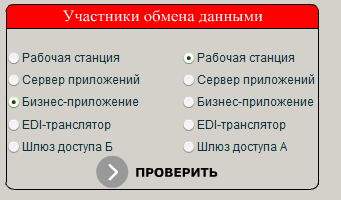 Участники обмена данными
Рабочая станция Рабочая станция
Сервер приложений Сервер приложений
Бизнес-приложение Бизнес-приложение
EDI-транслятор EDI-транслятор
Шлюз доступа Б Шлюз доступа А
ПРОВЕРИТЬ